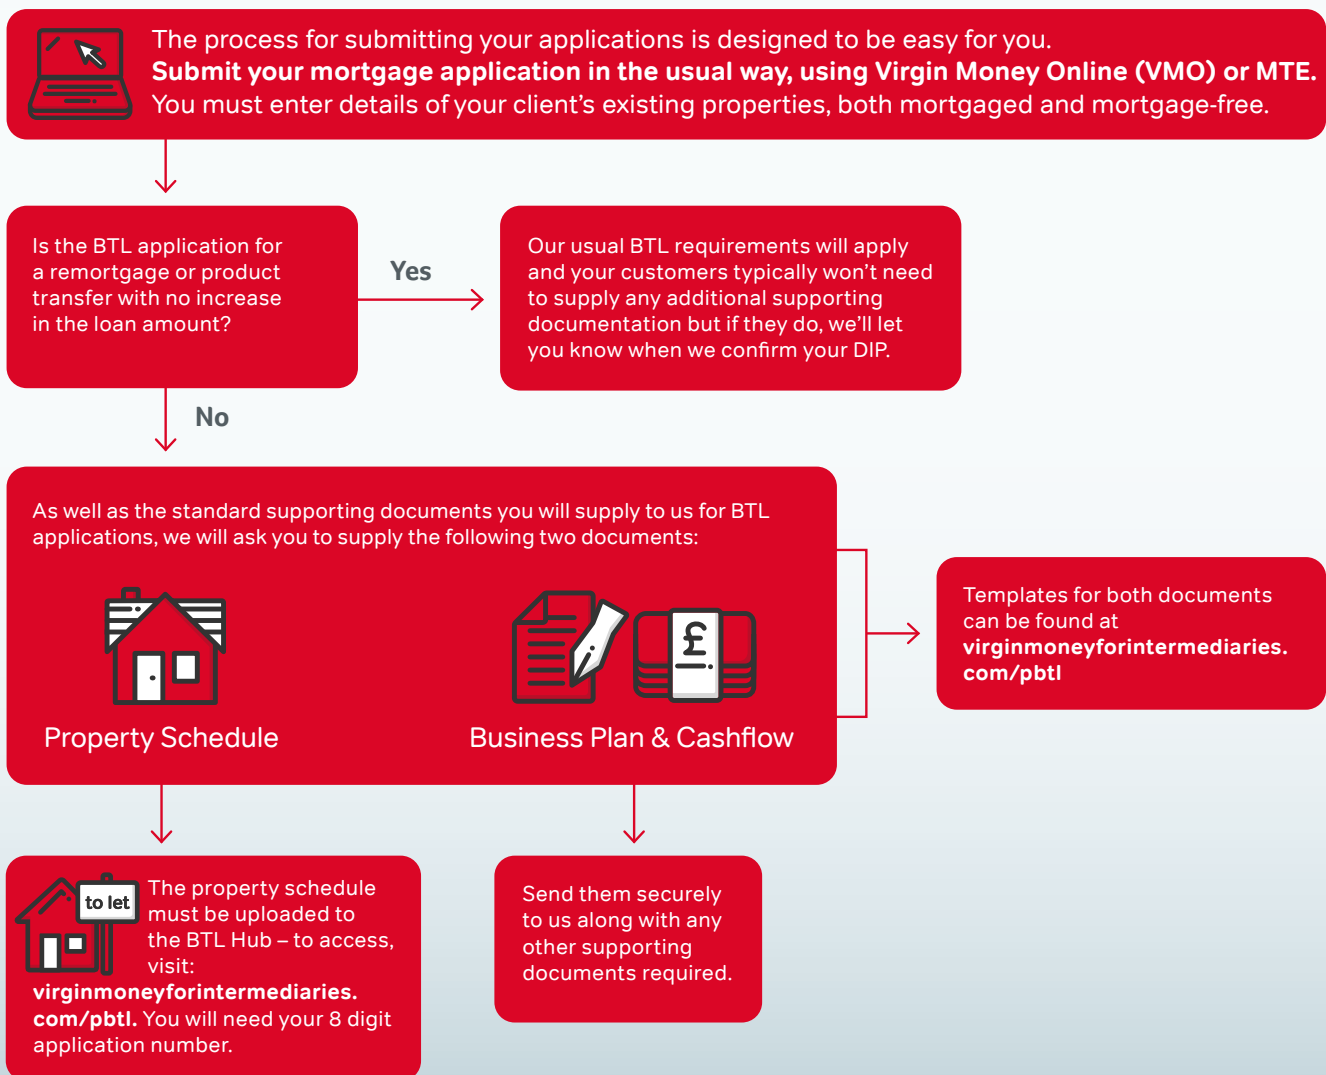 The process for submitting your applications is designed to be easy for you.
Submit your mortgage application in the usual way, using Virgin Money Online (VMO) or MTE.
You must enter details of your client’s existing properties, both mortgaged and mortgage-free.
Is the BTL application for
a remortgage or product
transfer with no increase
in the loan amount?
Yes
Our usual BTL requirements will apply
and your customers typically won’t need
to supply any additional supporting
documentation but if they do, we’ll let
you know when we confirm your DIP.
No
As well as the standard supporting documents you will supply to us for BTL
applications, we will ask you to supply the following two documents:
£
Property Schedule
Business Plan & Cashflow
Templates for both documents
can be found at
virginmoneyforintermediaries.
com/pbtl
to let
The property schedule
must be uploaded to
the BTL Hub – to access,
visit:
virginmoneyforintermediaries.
com/pbtl. You will need your 8 digit
application number.
Send them securely
to us along with any
other supporting
documents required.